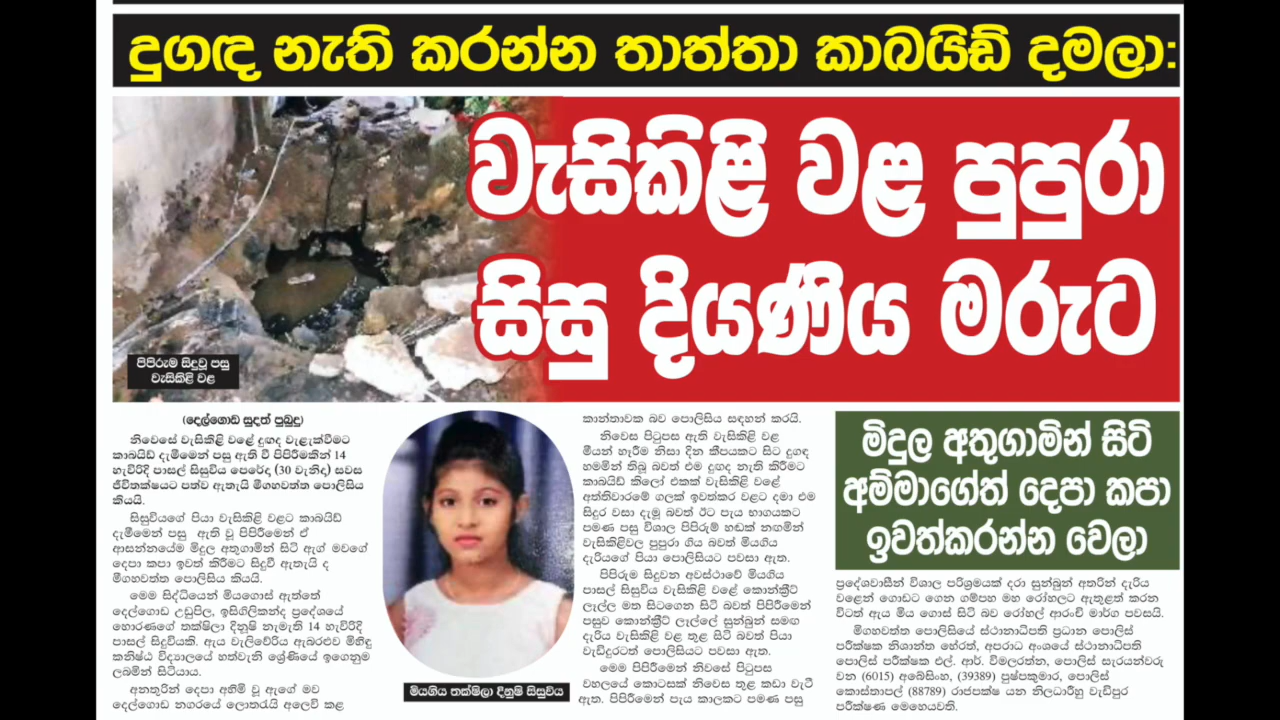 දුගඳ නැති කරන්න තාත්තා කාබයිඩ් දමලා:
වැසිකිළි වළ පුපුරා
සිසු දියණිය මරුට
පිපිරුම සිදුවූ පසු
වැසිකිළි වළ
(දෙල්ගොඩ සුදත් පුබුදු)
නිවෙසේ වැසිකිළි වළේ දුගඳ වැළැක්වීමට
කාබයිඩ් දැමීමෙන් පසු ඇති වී පිපිරීමකින් 14
හැවිරිදි පාසල් සිසුවිය පෙරේදා (30 වැනිදා) සවස
ජීවිතක්ෂයට පත්ව ඇතැයි මීගහවත්ත පොලිසිය
කියයි.
සිසුවියගේ පියා වැසිකිළි වළට කාබයිඩ්
දැමීමෙන් පසු ඇති වූ පිපිරීමෙන් ඒ
ආසන්නයේම මිදුල අතුගාමින් සිටි ඇගේ මවගේ
දෙපා කපා ඉවත් කිරීමට සිදුවී ඇතැයි ද
මීගහවත්ත පොලිසිය කියයි.
මෙම සිද්ධියෙන් මියගොස් ඇත්තේ
දෙල්ගොඩ උඩුපිල, ඉසිගිලිකන්ද ප්‍රදේශයේ
හොරණගේ තක්ෂිලා දිනුෂි නැමැති 14 හැවිරිදි
පාසල් සිදුවියකි. ඇය වැලිවේරිය ඇඹරළුව මිහිඳු
කනිෂ්ඨ විද්‍යාලයේ හත්වැනි ශ්‍රේණියේ ඉගෙනුම
ලබමින් සිටියාය.
අනතුරින් දෙපා අහිමි වූ ඇගේ මව
දෙල්ගොඩ නගරයේ ලොතරැයි අලෙවි කළ
මියගිය තක්ෂිලා දිනූෂි සිසුවිය
කාන්තාවක බව පොලිසිය සඳහන් කරයි.
නිවෙස පිටුපස ඇති වැසිකිළි වළ
මීයන් හෑරීම නිසා දින කීපයකට සිට දුගඳ
හමමින් තිබූ බවත් එම දුගඳ නැති කිරීමට
කාබයිඩ් කිලෝ එකක් වැසිකිළි වළේ
අත්තිවාරමේ ගලක් ඉවත්කර වළට දමා එම
සිදුර වසා දැමූ බවත් ඊට පැය භාගයකට
පමණ පසු විශාල පිපිරුම් හඬක් නඟමින්
වැසිකිළිවල පුපුරා ගිය බවත් මියගිය
දැරියගේ පියා පොලිසියට පවසා ඇත.
පිපිරුම සිදුවන අවස්ථාවේ මියගිය
පාසල් සිසුවිය වැසිකිළි වළේ කොන්ක්‍රීට්
ලෑල්ල මත සිටගෙන සිටි බවත් පිපිරීමෙන්
පසුව කොන්ක්‍රීට් ලෑල්ලේ සුන්බුන් සමඟ
දැරිය වැසිකිළි වළ තුළ සිටි බවත් පියා
වැඩිදුරටත් පොලිසියට පවසා ඇත.
මෙම පිපිරීමෙන් නිවසේ පිටුපස
වහලයේ කොටසක් නිවෙස තුළ කඩා වැටී
ඇත. පිපිරීමෙන් පැය කාලකට පමණ පසු
මිදුල අතුගාමින් සිටි
අම්මාගේත් දෙපා කපා
ඉවත්කරන්න වෙලා
ප්‍රදේශවාසීන් විශාල පරිශ්‍රමයක් දරා සුන්බුන් අතරින් දැරිය
වළෙන් ගොඩට ගෙන ගම්පහ මහ රෝහලට ඇතුළත් කරන
විටත් ඇය මිය ගොස් සිටි බව රෝහල් ආරංචි මාර්ග පවසයි.
මීගහවත්ත පොලිසියේ ස්ථානාධිපති ප්‍රධාන පොලිස්
පරීක්ෂක නිශාන්ත හේරත්, අපරාධ අංශයේ ස්ථානාධිපති
පොලිස් පරීක්ෂක එල්. ආර්. විමලරත්න, පොලිස් සැරයන්වරු
වන (6015) අබේසිංහ, (39389) පුෂ්පකුමාර, පොලිස්
කොස්තාපල් (88789) රාජපක්ෂ යන නිලධාරීහු වැඩිපුර
පරීක්ෂණ මෙහෙයවති.